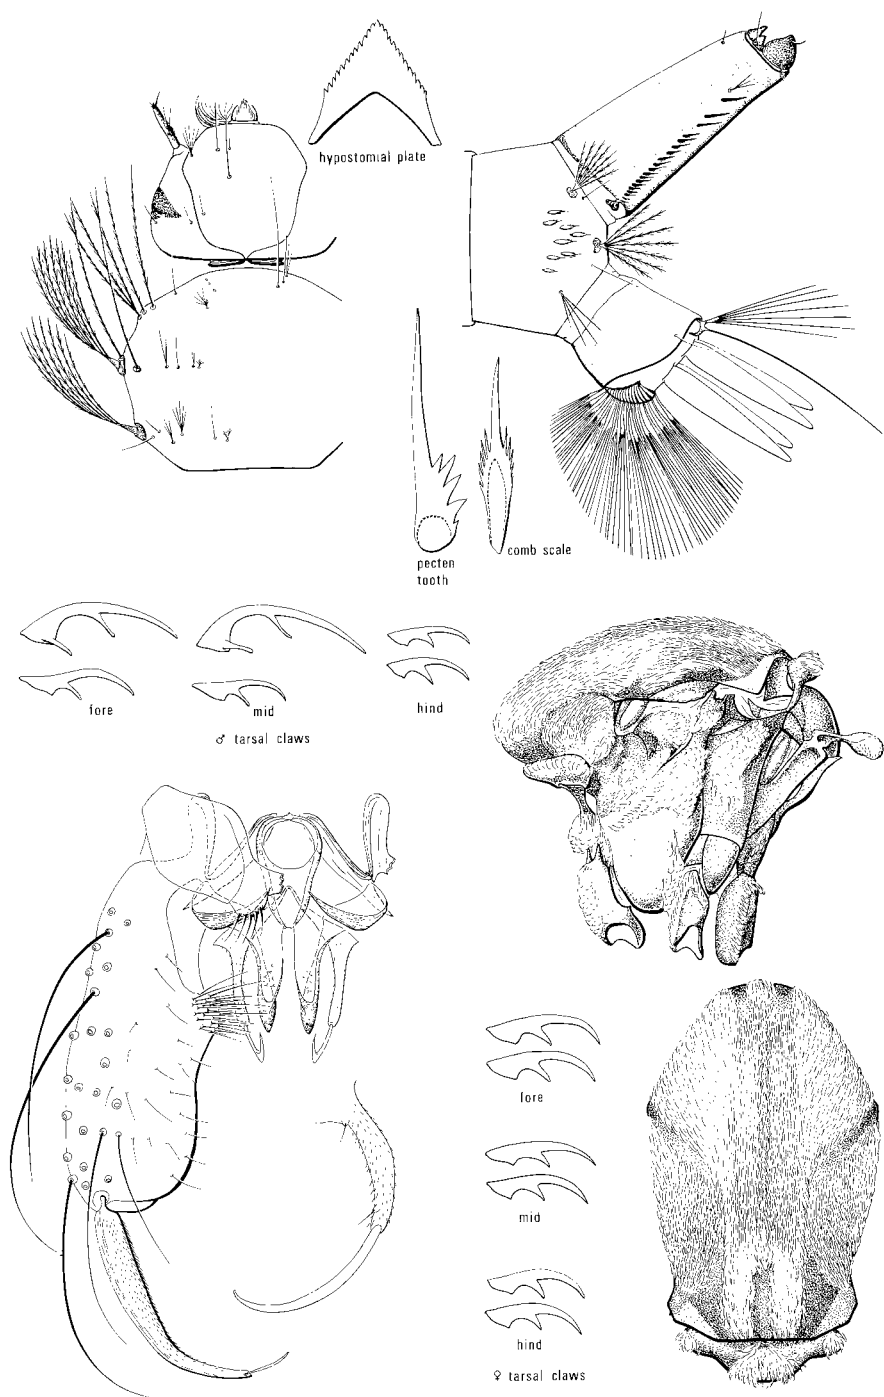 hypostomial plate
comb scale
pecten
tooth
fore
mid
hind
♂ tarsal claws
fore
mid
hind
♀ tarsal claws